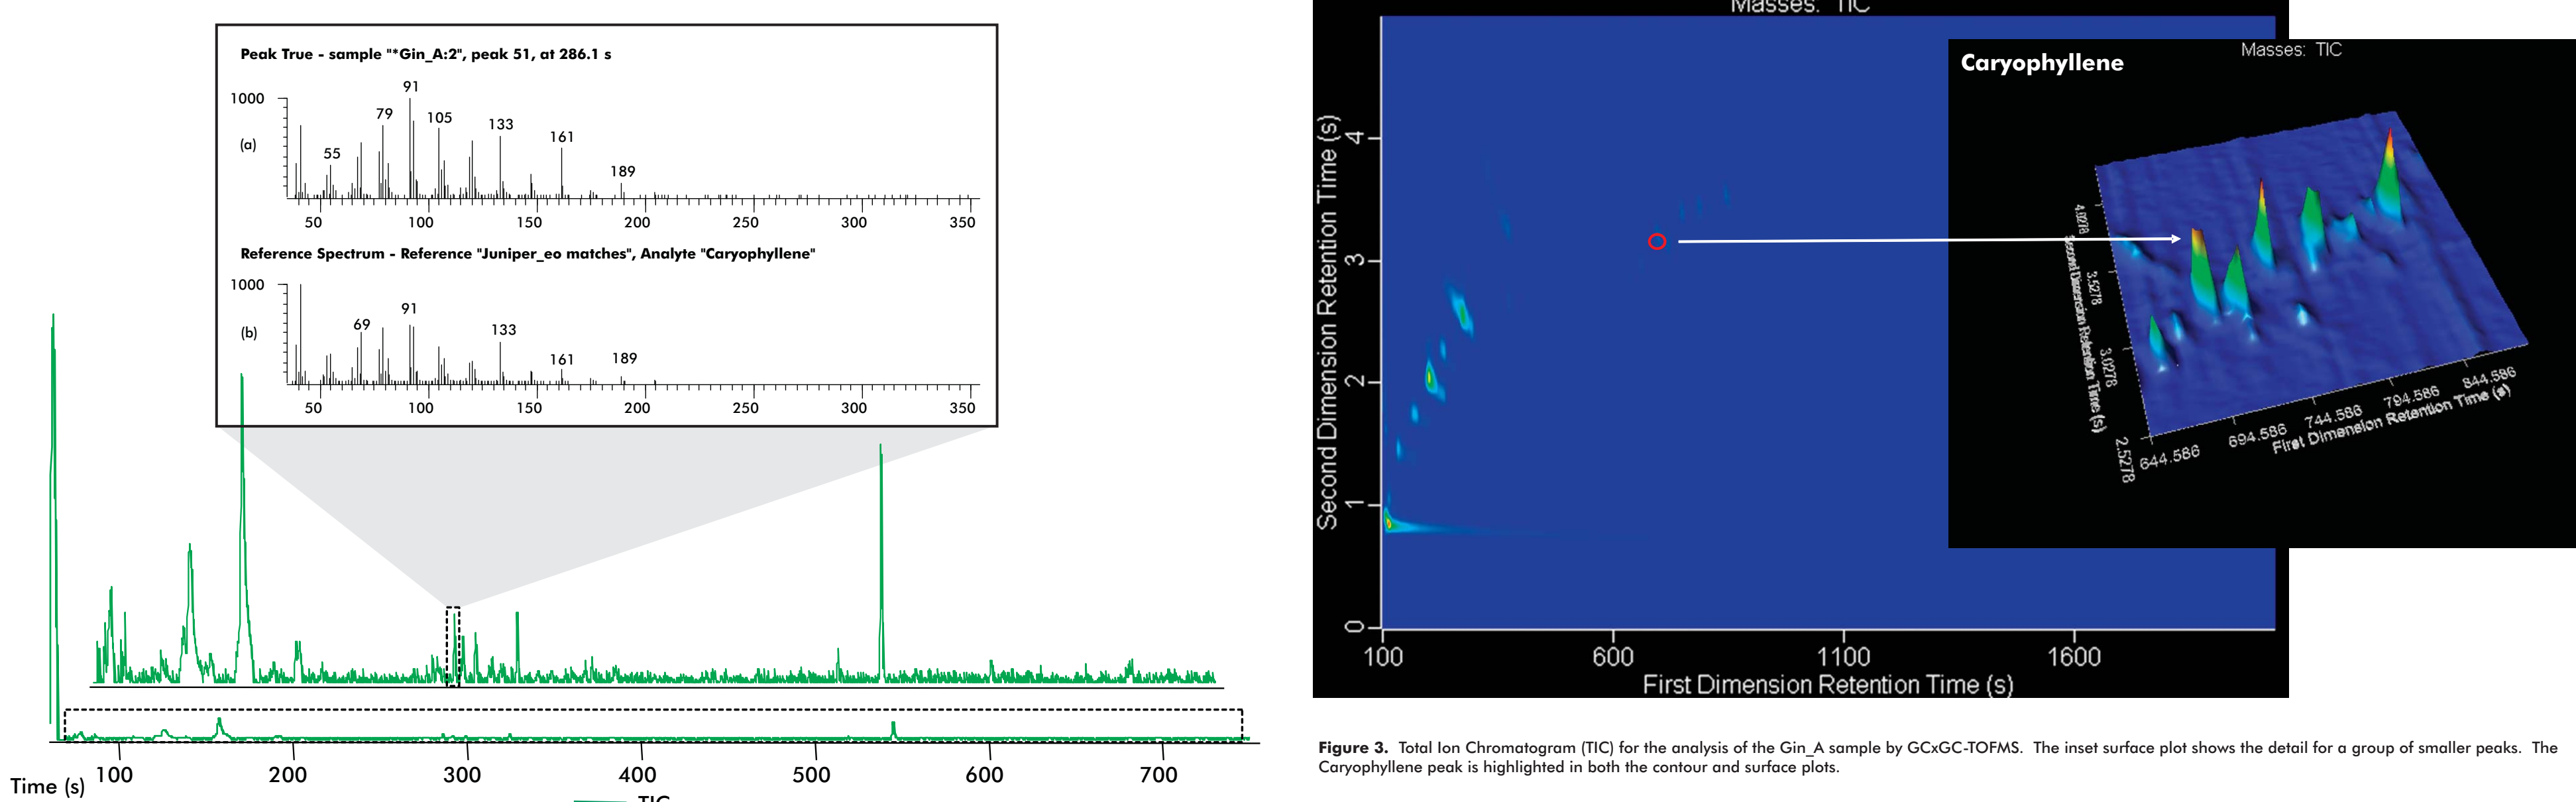 Peak True - sample "*Gin_A:2", peak 51, at 286.1 s
1000
(a)
55
79
91
105
133
161
189
50 100 150 200 250 300 350
Reference Spectrum - Reference "Juniper_eo matches", Analyte "Caryophyllene"
1000
(b)
69
91
133
161
189
50 100 150 200 250 300 350
Time (s) 100 200 300 400 500 600 700
TIC
Masses: TIC
Second Dimension Retention Time (s)
4
3
2
1
0
100 600 1100 1600
First Dimension Retention Time (s)
Caryophyllene
Masses: TIC
4.0278
3.5278
3.0278
2.5278
Second Dimension Retention Time (s)
644.586 694.586 744.586 794.586 844.586
First Dimension Retention Time (s)
Figure 3. Total Ion Chromatogram (TIC) for the analysis of the Gin_A sample by GCxGC-TOFMS. The inset surface plot shows the detail for a group of smaller peaks. The
Caryophyllene peak is highlighted in both the contour and surface plots.